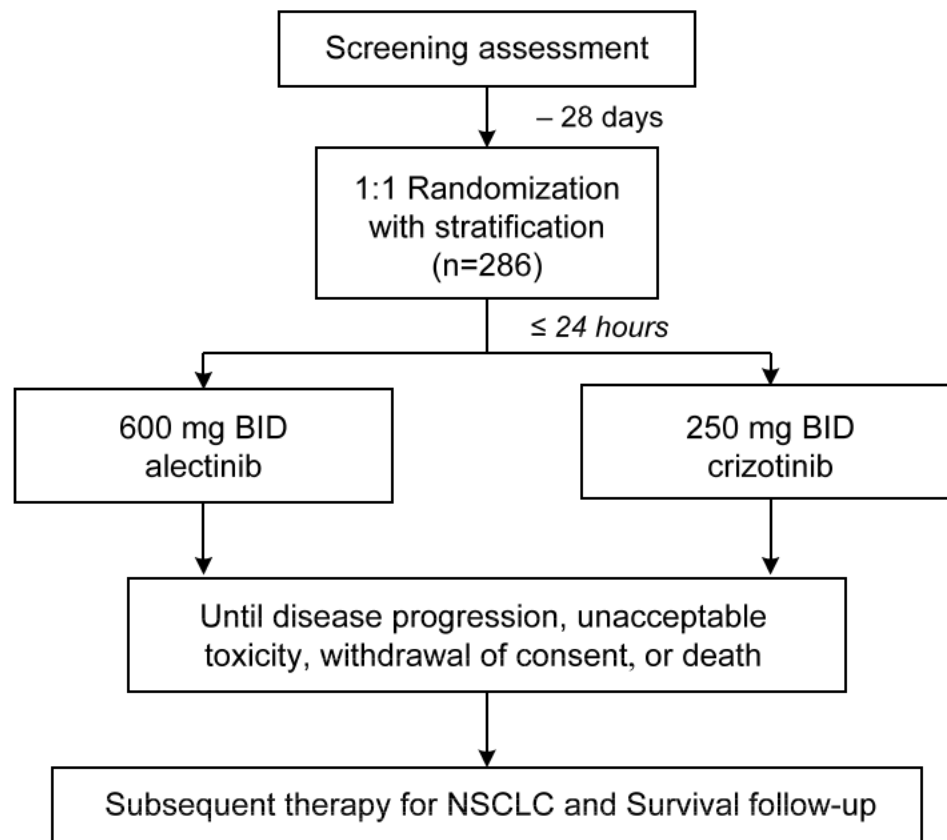 Screening assessment
– 28 days
1:1 Randomization
with stratification
(n=286)
≤ 24 hours
600 mg BID
alectinib
250 mg BID
crizotinib
Until disease progression, unacceptable
toxicity, withdrawal of consent, or death
Subsequent therapy for NSCLC and Survival follow-up